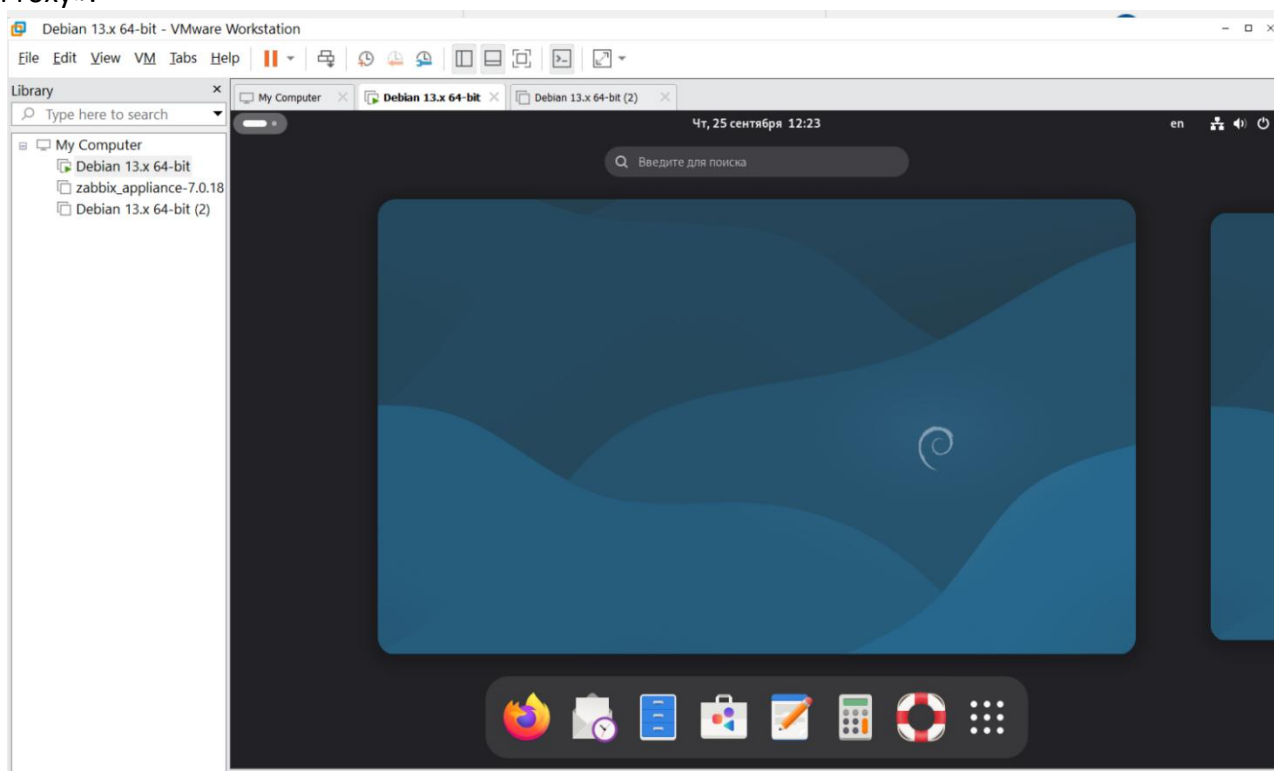 Debian 13.x 64-bit - VMware Workstation
File Edit View VM Tabs Help
Library
My Computer
Debian 13.x 64-bit
Debian 13.x 64-bit (2)
Type here to search
Чт, 25 сентября 12:23
en
My Computer
Введите для поиска
Debian 13.x 64-bit
zabbix_appliance-7.0.18
Debian 13.x 64-bit (2)